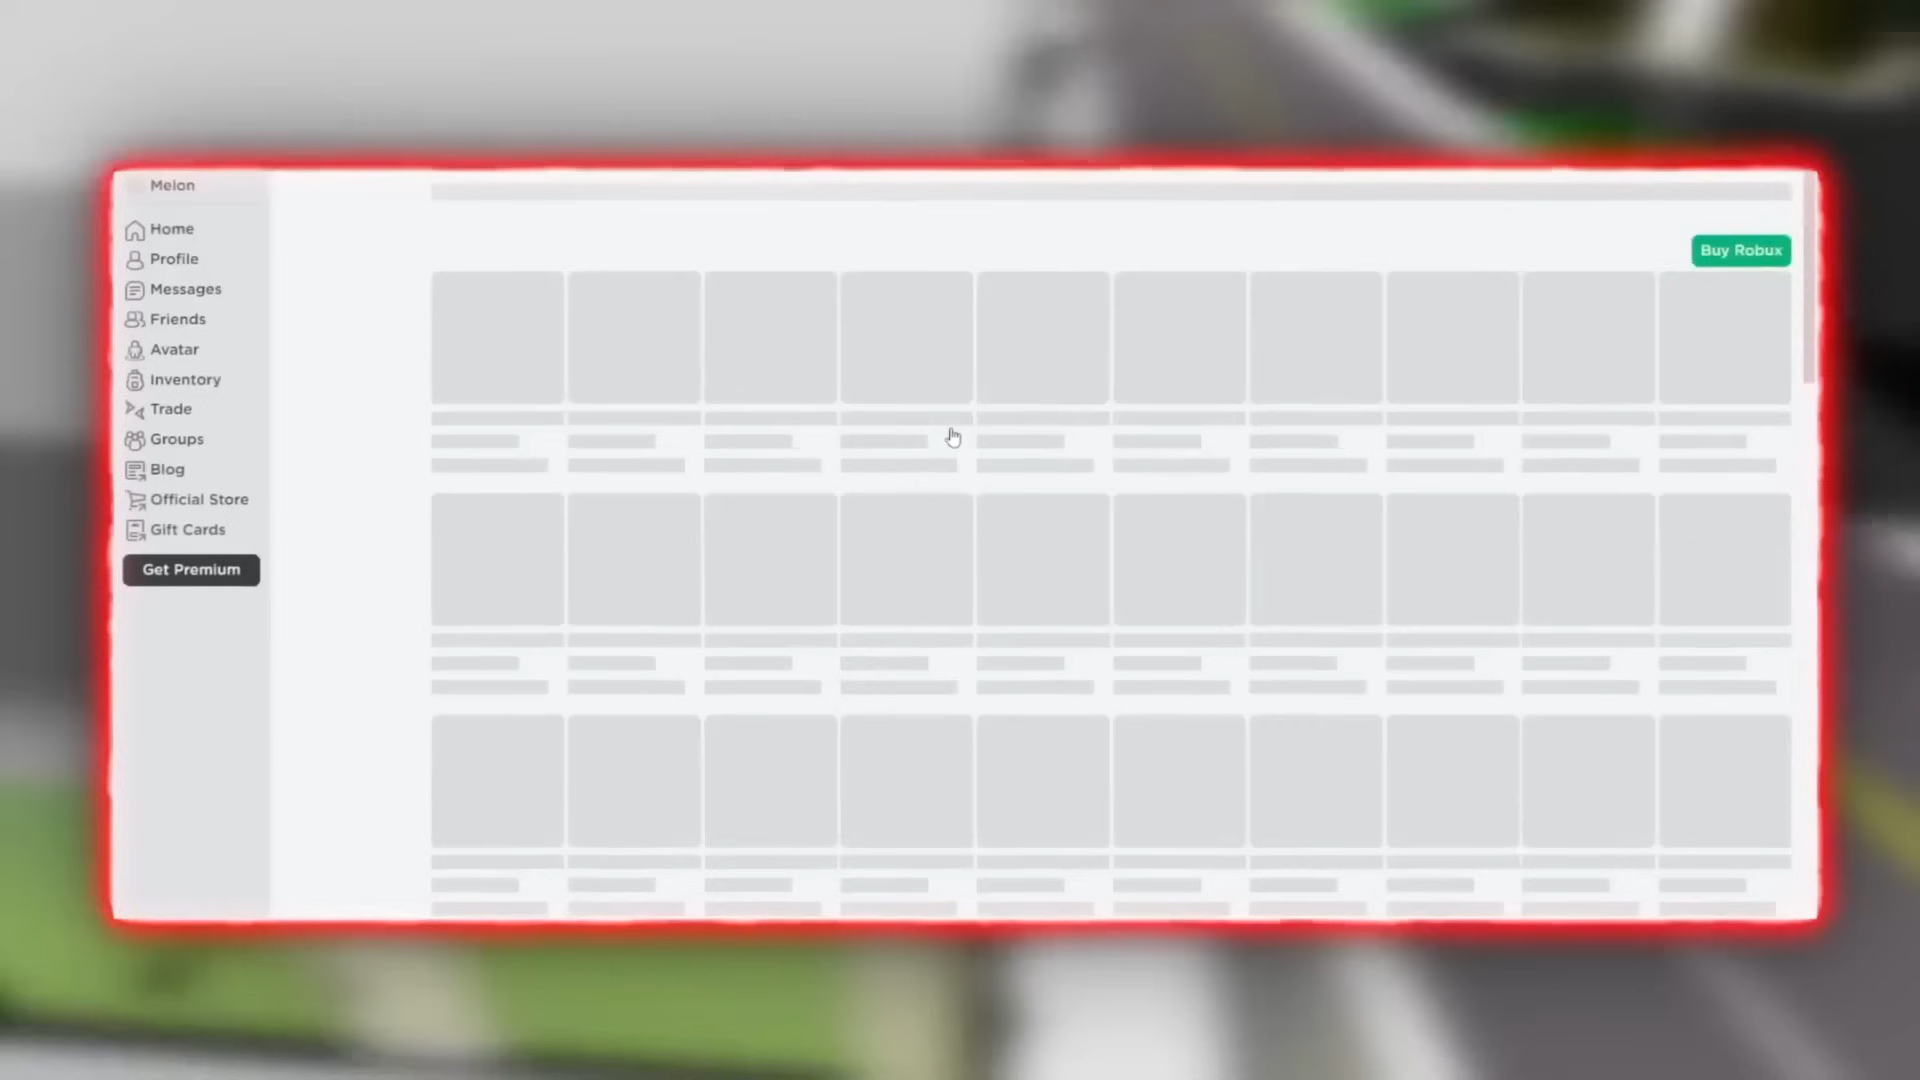 Melon
Home
Profile
Messages
Friends
Avatar
Inventory
Trade
Groups
Blog
Official Store
Gift Cards
Get Premium
Buy Robux